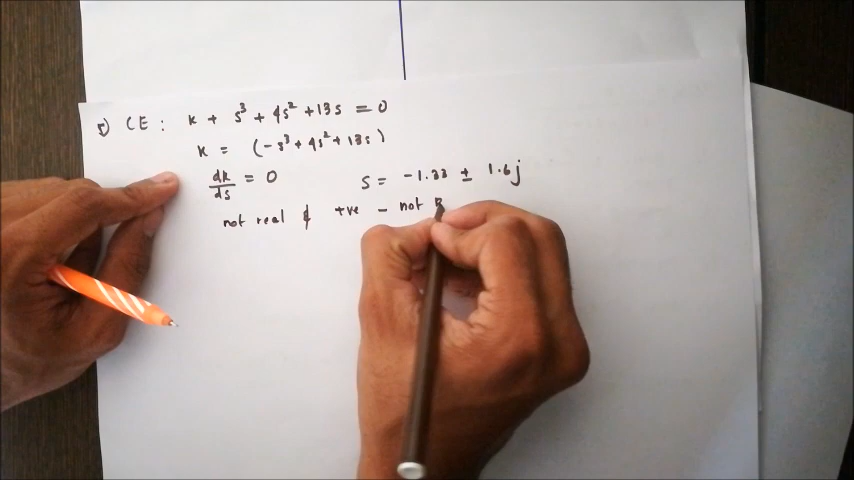 5) CE : K + s³ + 4s² + 13s = 0
K = (-s³ + 4s² + 13s)
dK/ds = 0 s = -1.33 ± 1.6j
not real & +ve - not B